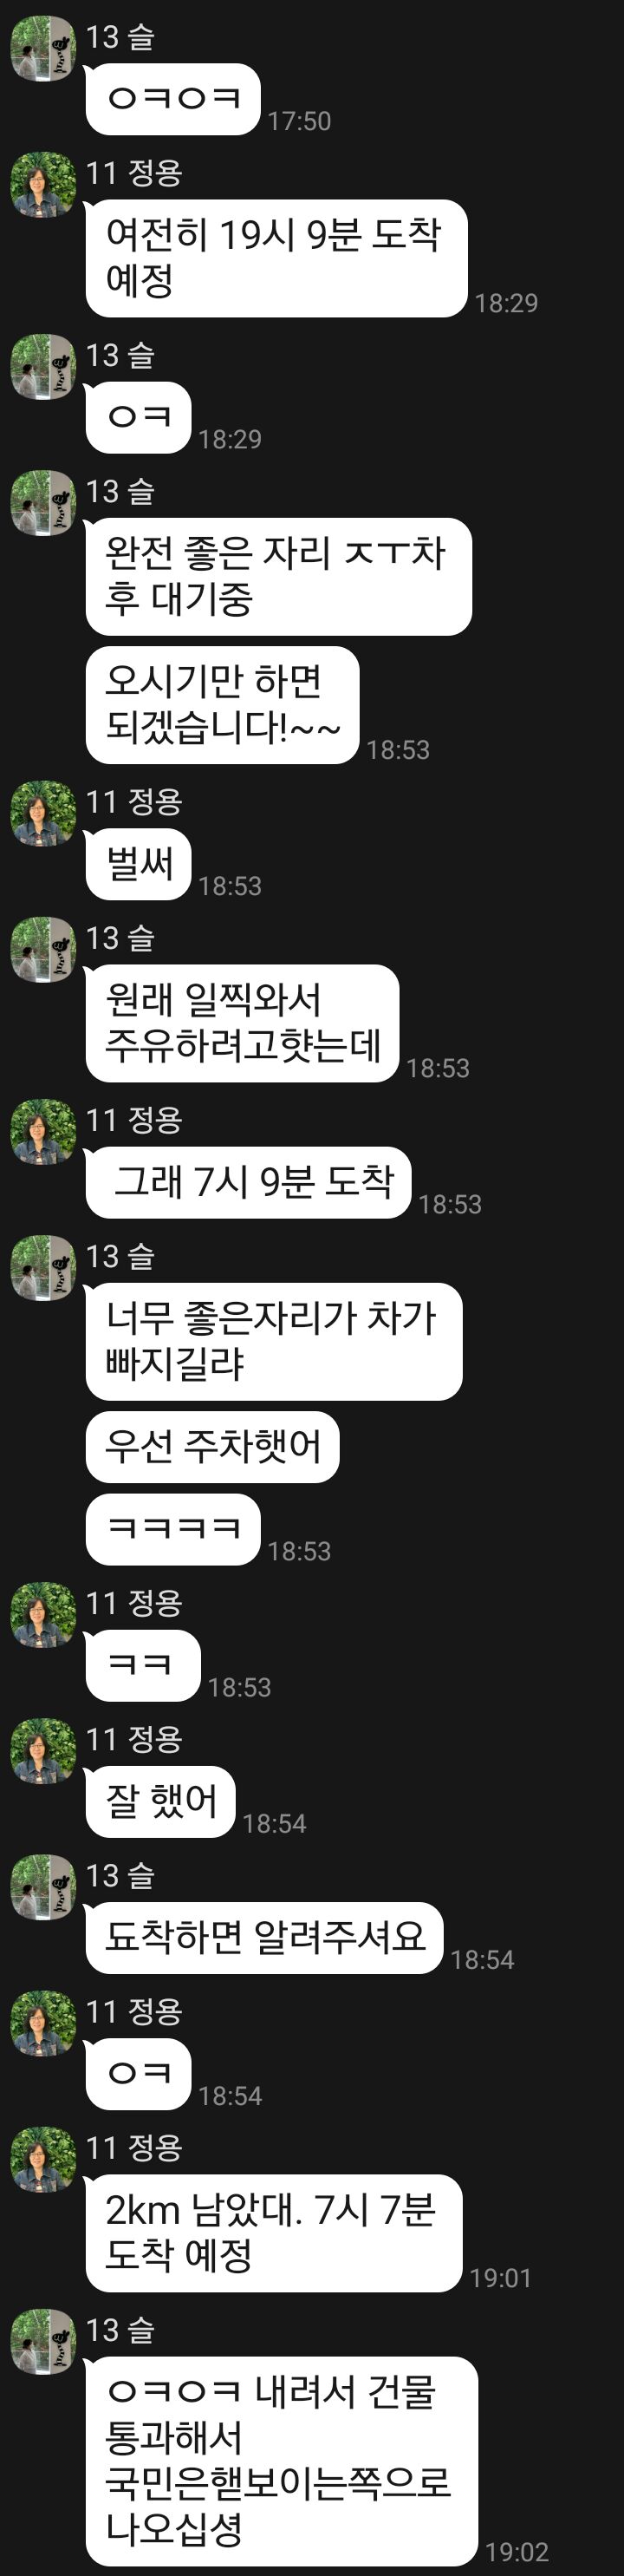 13 슬
ㅇㅋㅇㅋ
17:50
11 정용
여전히 19시 9분 도착
예정
18:29
13 슬
ㅇㅋ
18:29
13 슬
완전 좋은 자리 ㅈㅜ차
후 대기중
오시기만 하면
되겠습니다!~~
18:53
11 정용
벌써
18:53
13 슬
원래 일찍와서
주유하려고햣는데
18:53
11 정용
그래 7시 9분 도착
18:53
13 슬
너무 좋은자리가 차가
빠지길랴
우선 주차햇어
ㅋㅋㅋㅋ
18:53
11 정용
ㅋㅋ
18:53
11 정용
잘 했어
18:54
13 슬
됴착하면 알려주셔요
18:54
11 정용
ㅇㅋ
18:54
11 정용
2km 남았대. 7시 7분
도착 예정
19:01
13 슬
ㅇㅋㅇㅋ 내려서 건물
통과해서
국민은핻보이는쪽으로
나오십셩
19:02